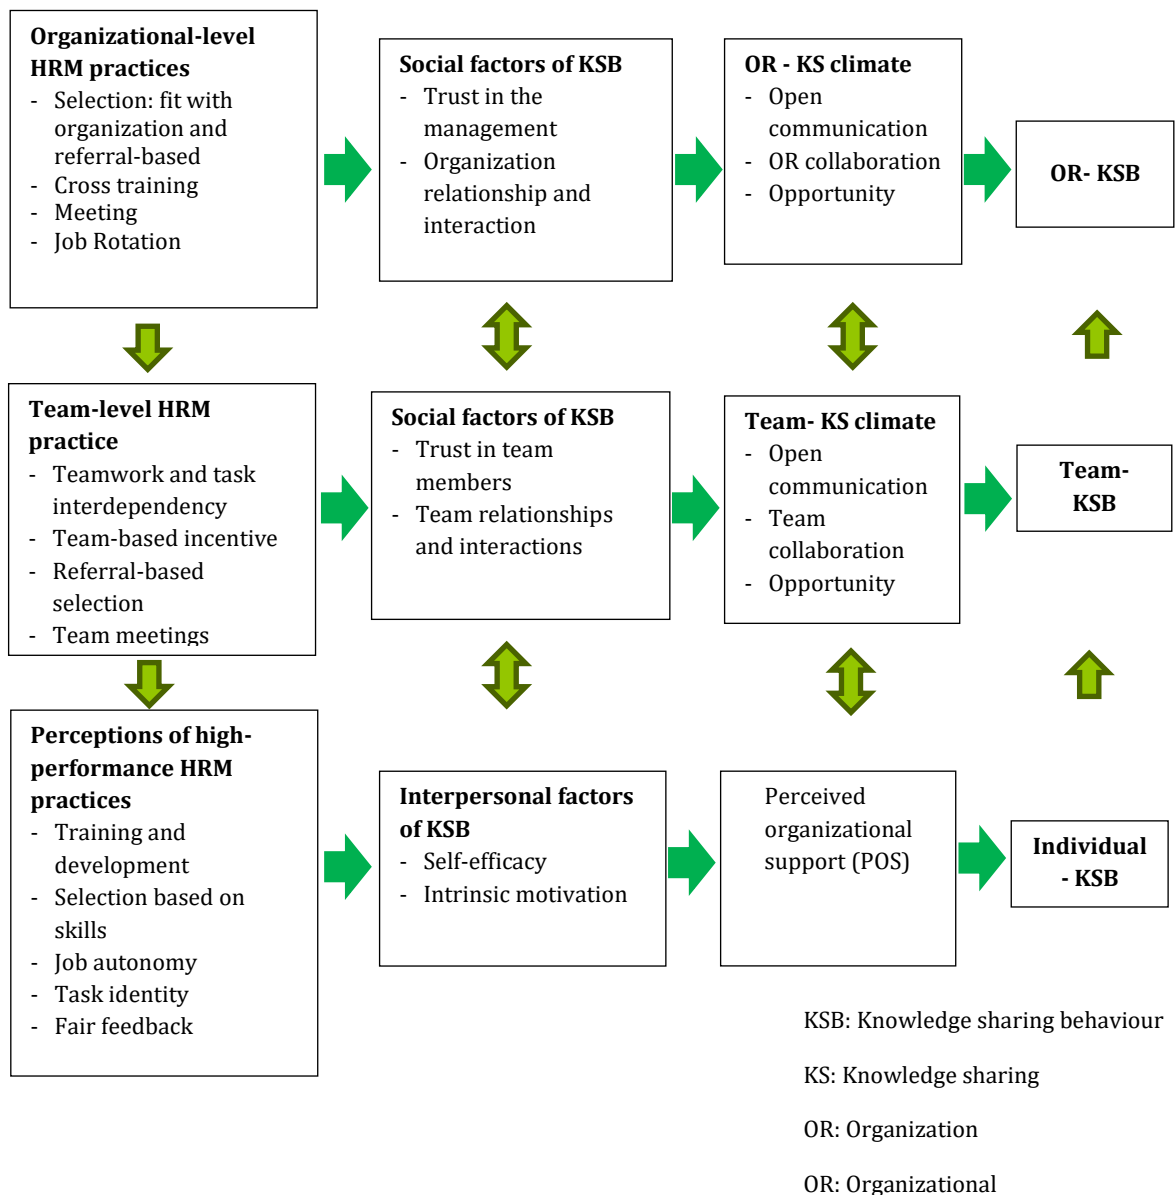 Organizational-level
HRM practices
- Selection: fit with
organization and
referral-based
- Cross training
- Meeting
- Job Rotation
Social factors of KSB
- Trust in the
management
- Organization
relationship and
interaction
OR - KS climate
- Open
communication
- OR collaboration
- Opportunity
OR- KSB
Team-level HRM
practice
- Teamwork and task
interdependency
- Team-based incentive
- Referral-based
selection
- Team meetings
Social factors of KSB
- Trust in team
members
- Team relationships
and interactions
Team- KS climate
- Open
communication
- Team
collaboration
- Opportunity
Team-
KSB
Perceptions of high-
performance HRM
practices
- Training and
development
- Selection based on
skills
- Job autonomy
- Task identity
- Fair feedback
Interpersonal factors
of KSB
- Self-efficacy
- Intrinsic motivation
Perceived
organizational
support (POS)
Individual
- KSB
KSB: Knowledge sharing behaviour
KS: Knowledge sharing
OR: Organization
OR: Organizational